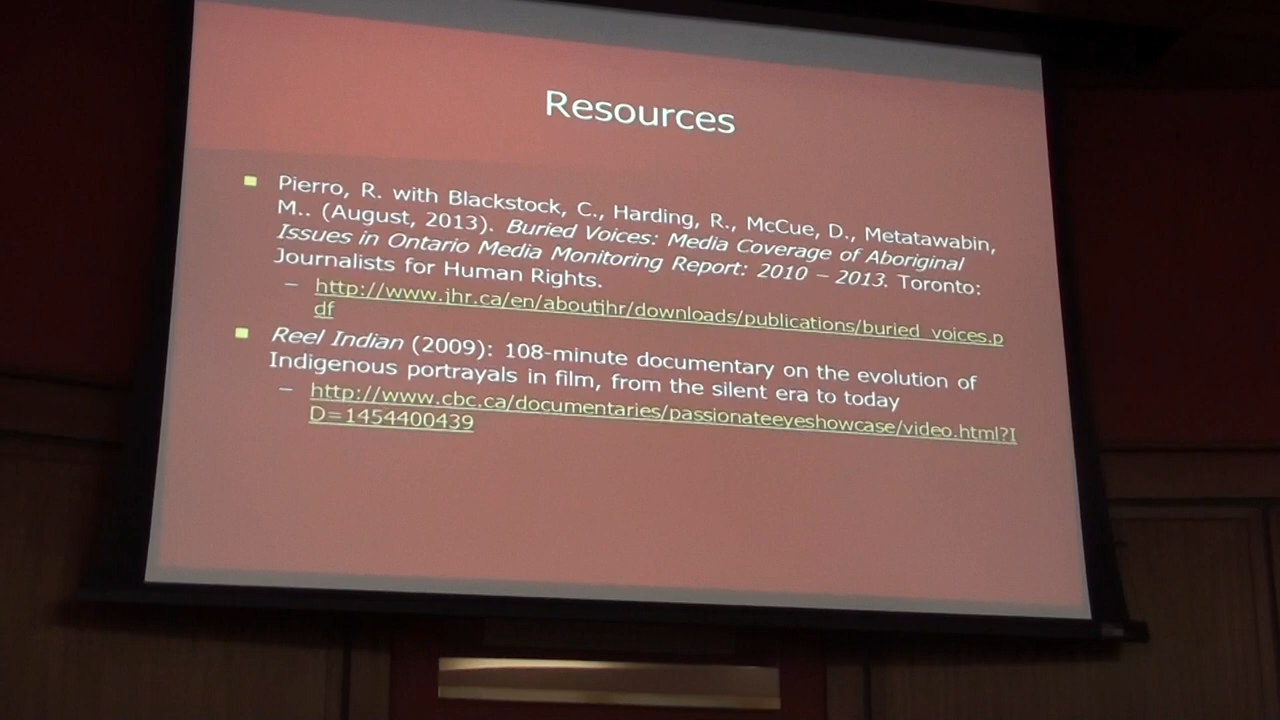 Resources
Pierro, R. with Blackstock, C., Harding, R., McCue, D., Metatawabin,
M.. (August, 2013). Buried Voices: Media Coverage of Aboriginal
Issues in Ontario Media Monitoring Report: 2010 – 2013. Toronto:
Journalists for Human Rights.
– http://www.jhr.ca/en/aboutjhr/downloads/publications/buried_voices.p
df
Reel Indian (2009): 108-minute documentary on the evolution of
Indigenous portrayals in film, from the silent era to today
– http://www.cbc.ca/documentaries/passionateeyeshowcase/video.html?I
D=1454400439